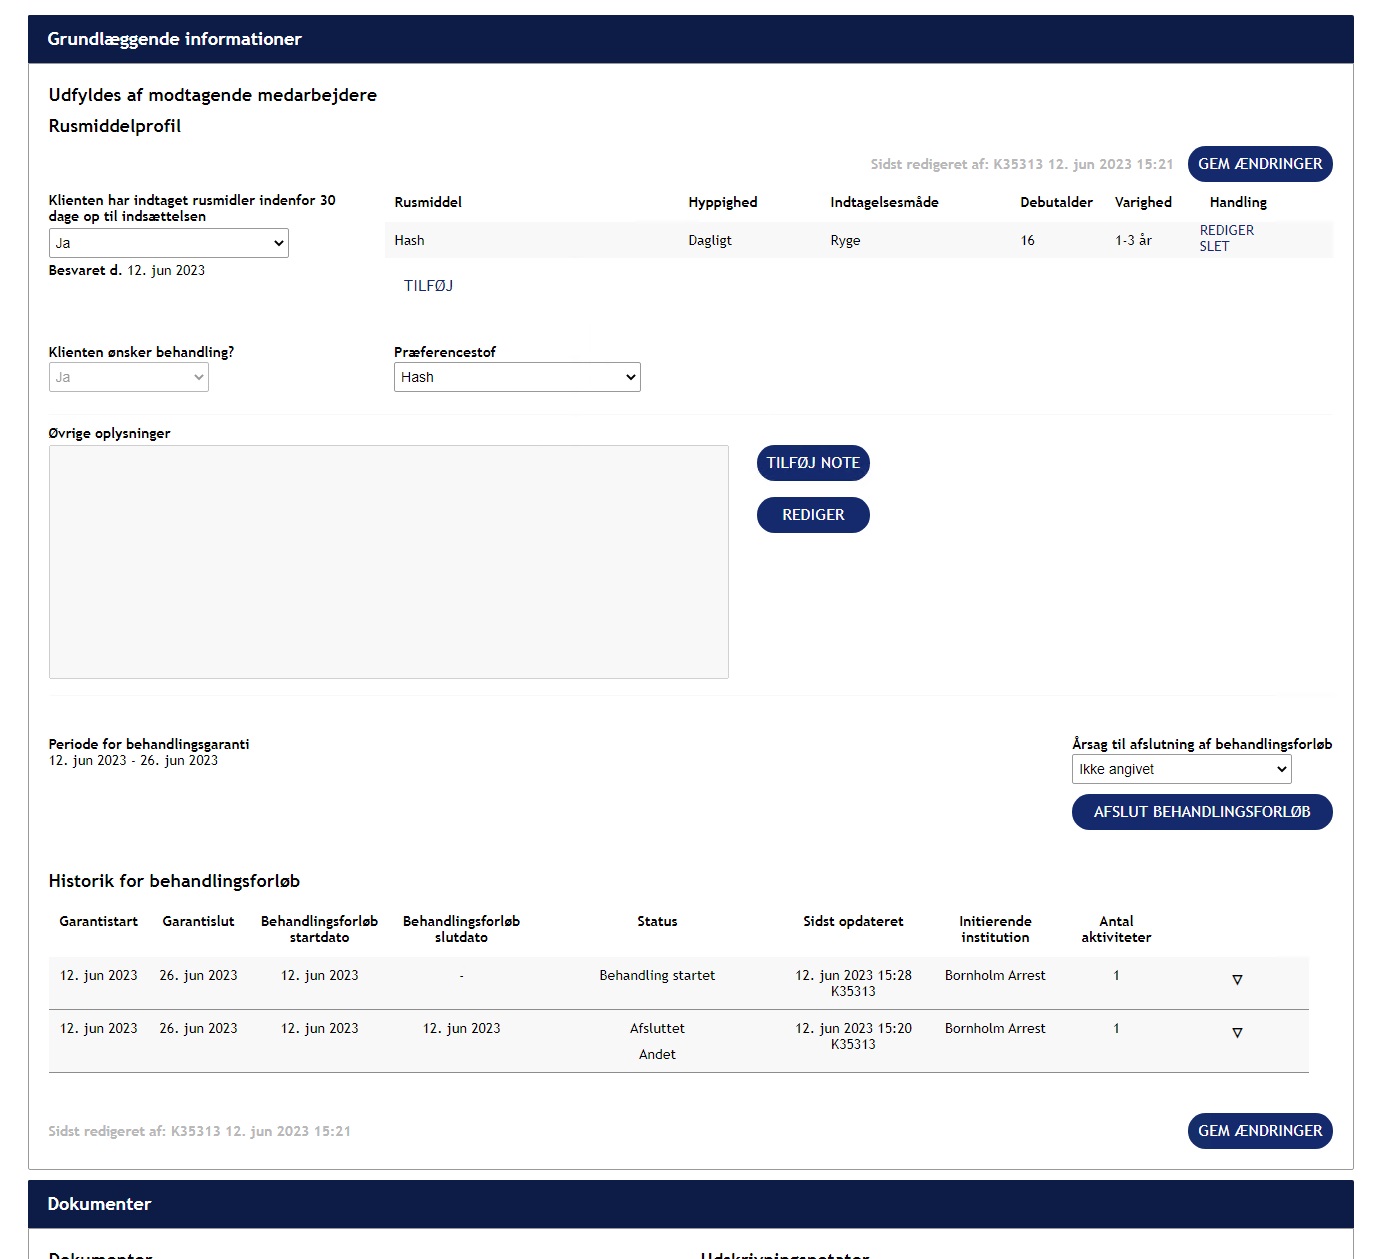 Grundlæggende informationer
Udfyldes af modtagende medarbejdere
Rusmiddelprofil
Sidst redigeret af: K35313 12. jun 2023 15:21 GEM ÆNDRINGER
Klienten har indtaget rusmidler indenfor 30
dage op til indsættelsen
Ja
Besvaret d. 12. jun 2023
Rusmiddel Hyppighed Indtagelsesmåde Debutalder Varighed Handling
Hash Dagligt Ryge 16 1-3 år REDIGER
SLET
TILFØJ
Klienten ønsker behandling? Præferencestof
Ja Hash
Øvrige oplysninger
TILFØJ NOTE
REDIGER
Periode for behandlingsgaranti
12. jun 2023 - 26. jun 2023
Årsag til afslutning af behandlingsforløb
Ikke angivet
AFSLUT BEHANDLINGSFORLØB
Historik for behandlingsforløb
Garantistart Garantislut Behandlingsforløb Behandlingsforløb Status Sidst opdateret Initierende Antal
startdato slutdato institution aktiviteter
12. jun 2023 26. jun 2023 12. jun 2023 - Behandling startet 12. jun 2023 15:28 Bornholm Arrest 1
K35313
12. jun 2023 26. jun 2023 12. jun 2023 12. jun 2023 Afsluttet 12. jun 2023 15:20 Bornholm Arrest 1
K35313
Andet
Sidst redigeret af: K35313 12. jun 2023 15:21 GEM ÆNDRINGER
Dokumenter
Dokumenter Udskrivningsnotater